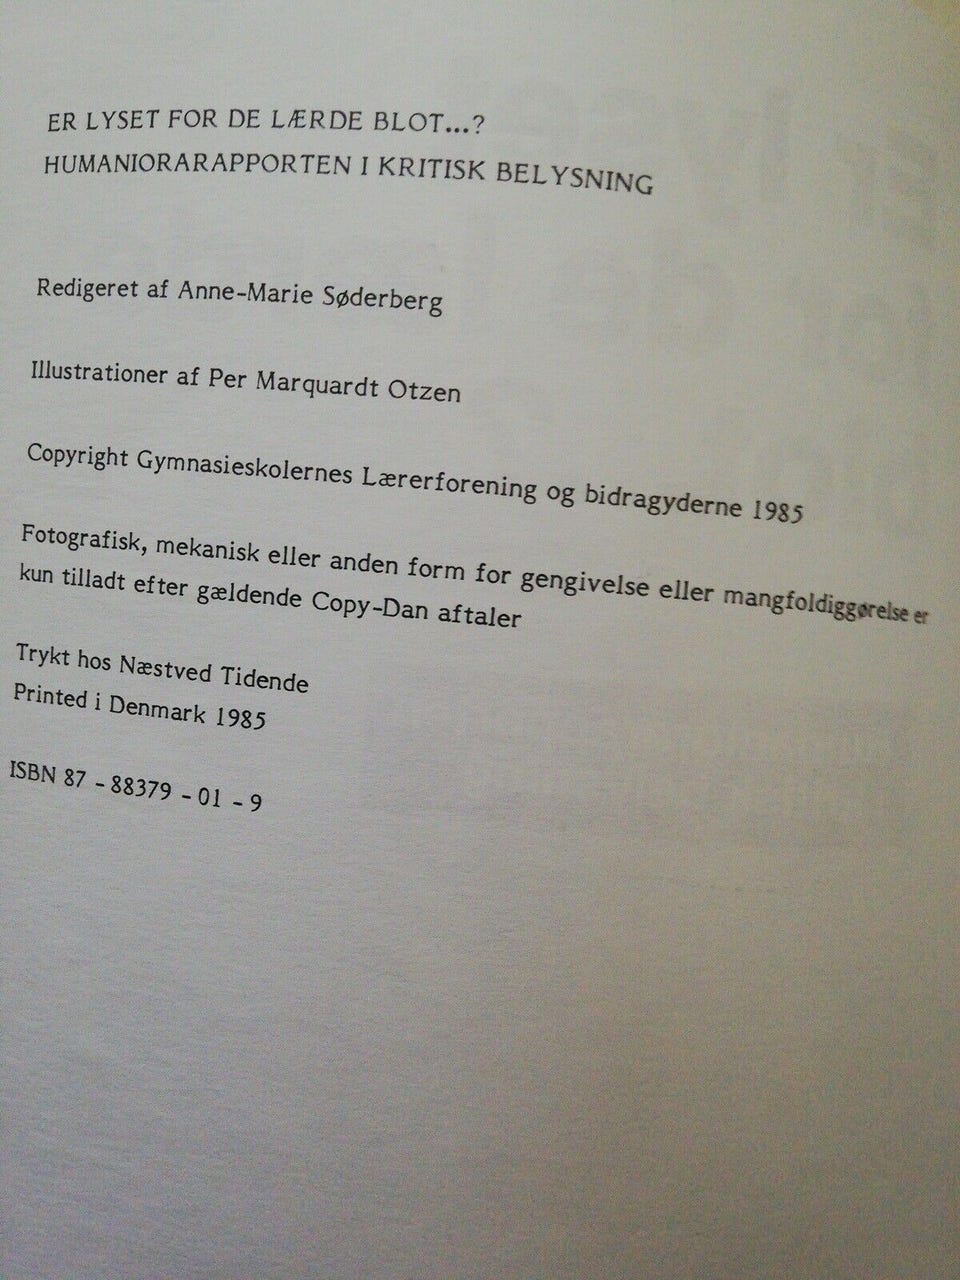 ER LYSET FOR DE LÆRDE BLOT...?
HUMANIORARAPPORTEN I KRITISK BELYSNING
Redigeret af Anne-Marie Søderberg
Illustrationer af Per Marquardt Otzen
Copyright Gymnasieskolernes Lærerforening og bidragyderne 1985
Fotografisk, mekanisk eller anden form for gengivelse eller mangfoldiggørelse er
kun tilladt efter gældende Copy-Dan aftaler
Trykt hos Næstved Tidende
Printed i Denmark 1985
ISBN 87 - 88379 - 01 - 9